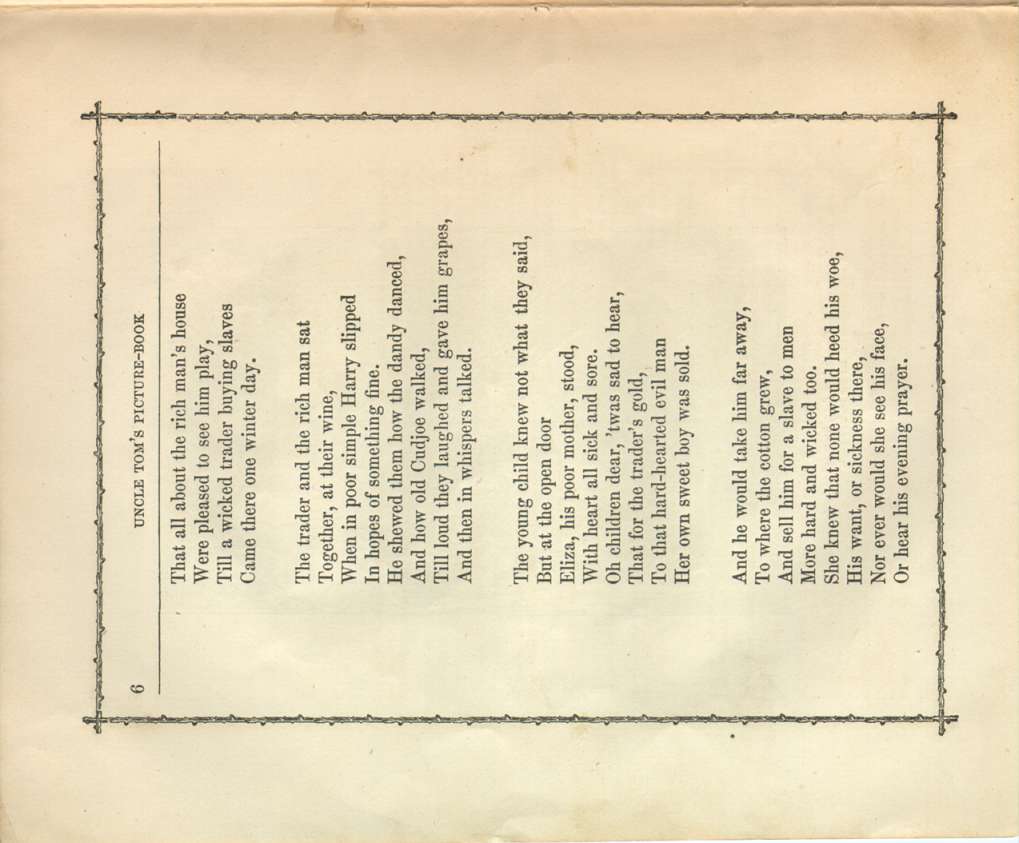 6
UNCLE TOM'S PICTURE-BOOK
That all about the rich man's house
Were pleased to see him play,
Till a wicked trader buying slaves
Came there one winter day.
The trader and the rich man sat
Together, at their wine,
When in poor simple Harry slipped
In hopes of something fine.
He shewed them how the dandy danced,
And how old Cudjoe walked,
Till loud they laughed and gave him grapes,
And then in whispers talked.
The young child knew not what they said,
But at the open door
Eliza, his poor mother, stood,
With heart all sick and sore.
Oh children dear, 'twas sad to hear,
That for the trader's gold,
To that hard-hearted evil man
Her own sweet boy was sold.
And he would take him far away,
To where the cotton grew,
And sell him for a slave to men
More hard and wicked too.
She knew that none would heed his woe,
His want, or sickness there,
Nor ever would she see his face,
Or hear his evening prayer.